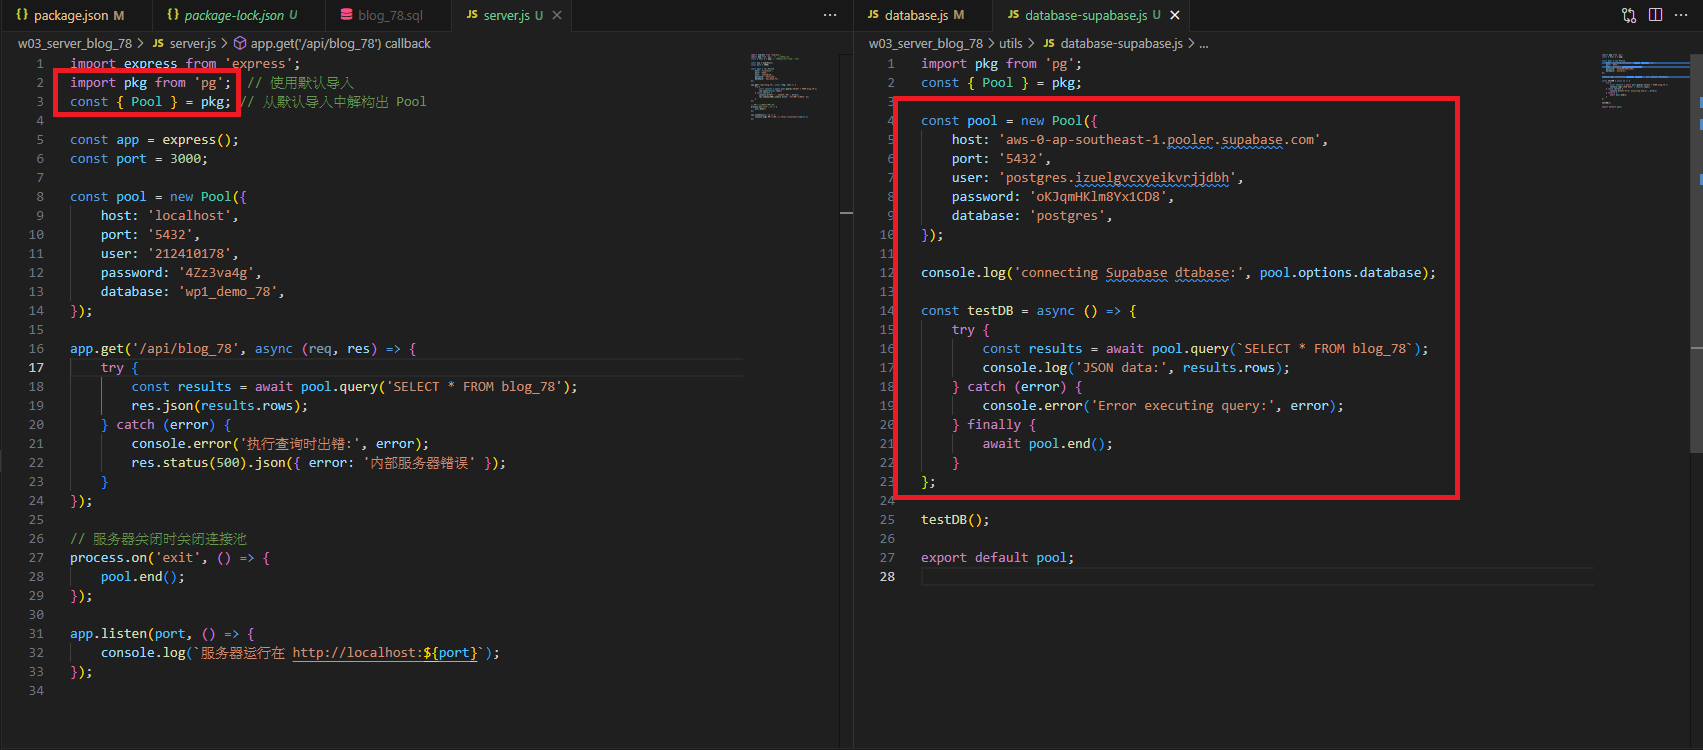 package.json M
package-lock.json U
blog_78.sql
JS server.js U
w03_server_blog_78 > JS server.js > app.get('/api/blog_78') callback
1 import express from 'express';
2 import pkg from 'pg'; // 使用默认导入
3 const { Pool } = pkg; // 从默认导入中解构出 Pool
4
5 const app = express();
6 const port = 3000;
7
8 const pool = new Pool({
9 host: 'localhost',
10 port: '5432',
11 user: '212410178',
12 password: '4Zz3va4g',
13 database: 'wp1_demo_78',
14 });
15
16 app.get('/api/blog_78', async (req, res) => {
17 try {
18 const results = await pool.query('SELECT * FROM blog_78');
19 res.json(results.rows);
20 } catch (error) {
21 console.error('执行查询时出错:', error);
22 res.status(500).json({ error: '内部服务器错误' });
23 }
24 });
25
26 // 服务器关闭时关闭连接池
27 process.on('exit', () => {
28 pool.end();
29 });
30
31 app.listen(port, () => {
32 console.log(`服务器运行在 http://localhost:${port}`);
33 });
34
JS database.js M
JS database-supabase.js U
w03_server_blog_78 > utils > JS database-supabase.js > ...
1 import pkg from 'pg';
2 const { Pool } = pkg;
3
4 const pool = new Pool({
5 host: 'aws-0-ap-southeast-1.pooler.supabase.com',
6 port: '5432',
7 user: 'postgres.izuelgvcxyeikvrjjdbh',
8 password: 'oKJqmHKlm8Yx1CD8',
9 database: 'postgres',
10 });
11
12 console.log('connecting Supabase dtabase:', pool.options.database);
13
14 const testDB = async () => {
15 try {
16 const results = await pool.query(`SELECT * FROM blog_78`);
17 console.log('JSON data:', results.rows);
18 } catch (error) {
19 console.error('Error executing query:', error);
20 } finally {
21 await pool.end();
22 }
23 };
24
25 testDB();
26
27 export default pool;
28